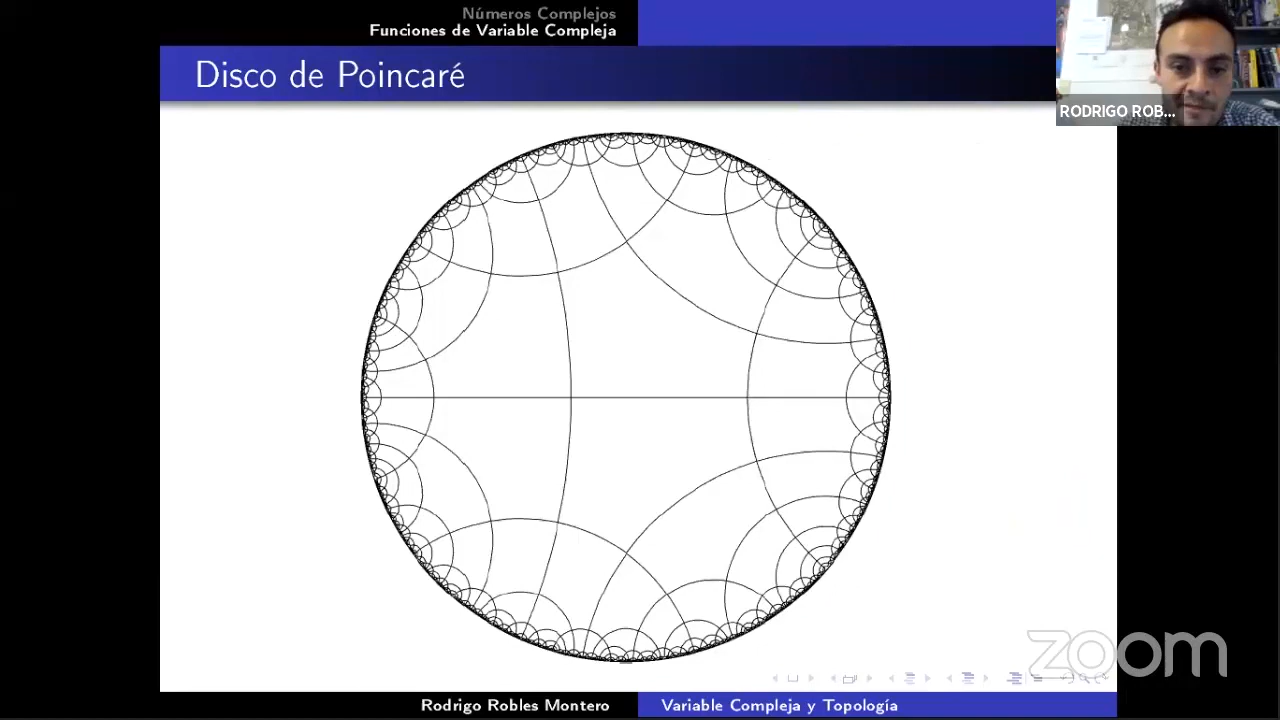 Números Complejos
Funciones de Variable Compleja
Disco de Poincaré
RODRIGO ROB...
zoom
Rodrigo Robles Montero
Variable Compleja y Topología